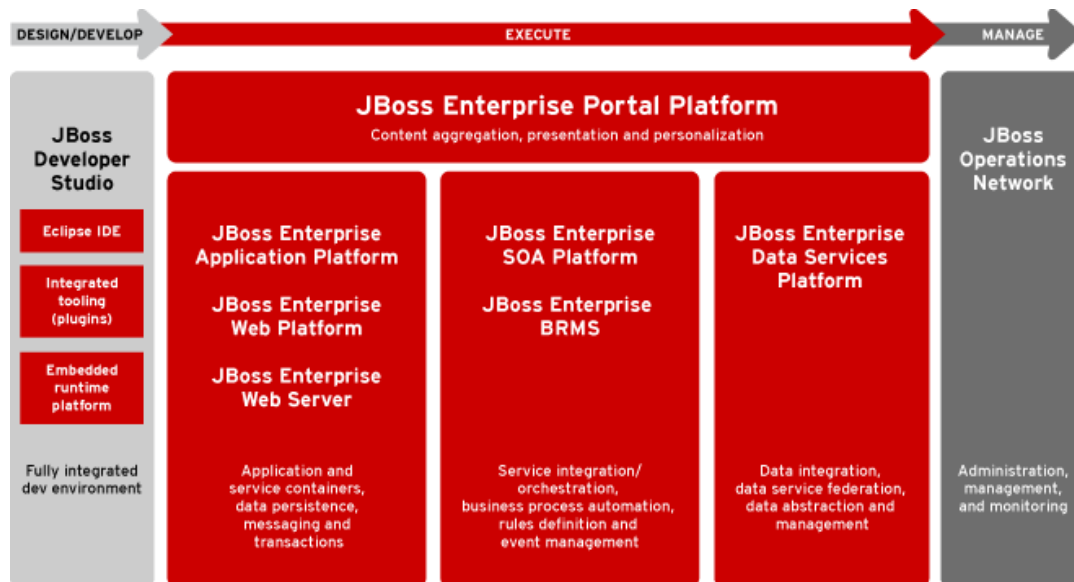 DESIGN/DEVELOP
EXECUTE
MANAGE
JBoss
Developer
Studio
Eclipse IDE
Integrated
tooling
(plugins)
Embedded
runtime
platform
Fully integrated
dev environment
JBoss Enterprise Portal Platform
Content aggregation, presentation and personalization
JBoss Enterprise
Application Platform
JBoss Enterprise
Web Platform
JBoss Enterprise
Web Server
Application and
service containers,
data persistence,
messaging and
transactions
JBoss Enterprise
SOA Platform
JBoss Enterprise
BRMS
Service integration/
orchestration,
business process automation,
rules definition and
event management
JBoss Enterprise
Data Services
Platform
Data integration,
data service federation,
data abstraction and
management
JBoss
Operations
Network
Administration,
management,
and monitoring